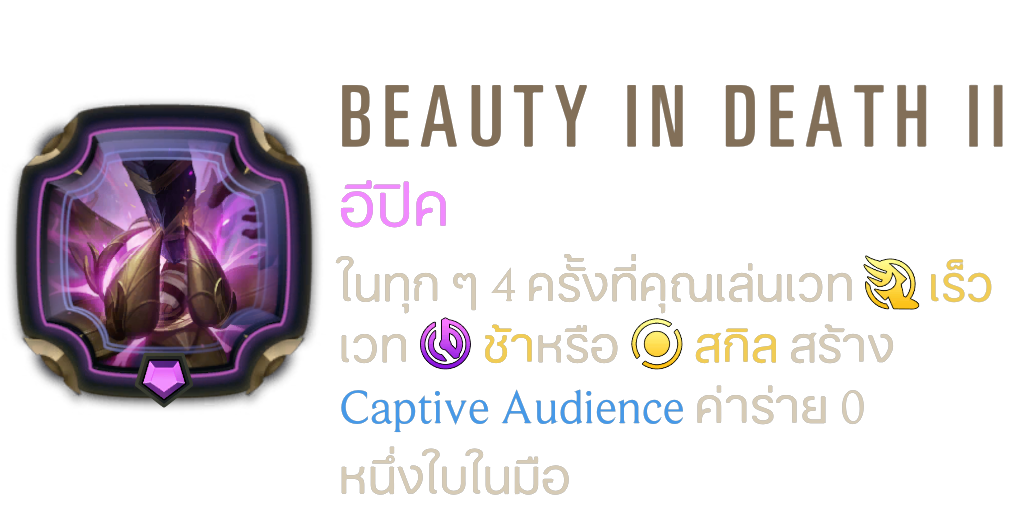 BEAUTY IN DEATH II
อีปิค
ในทุก ๆ 4 ครั้งที่คุณเล่นเวท เร็ว
เวท ช้าหรือ สกิล สร้าง
Captive Audience ค่าร่าย 0
หนึ่งใบในมือ